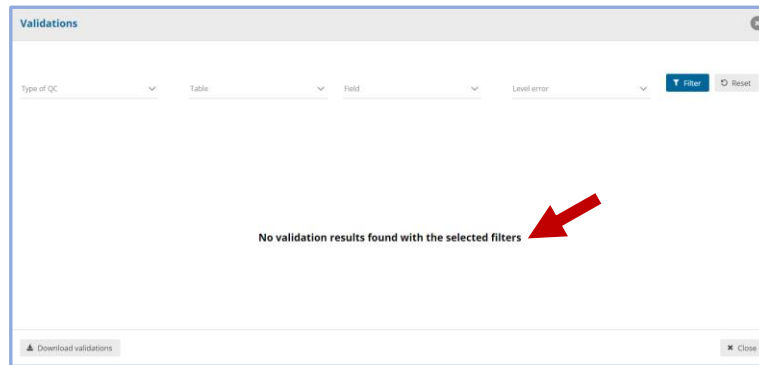 Validations
Type of QC Table Field Level error Filter Reset
No validation results found with the selected filters
Download validations Close